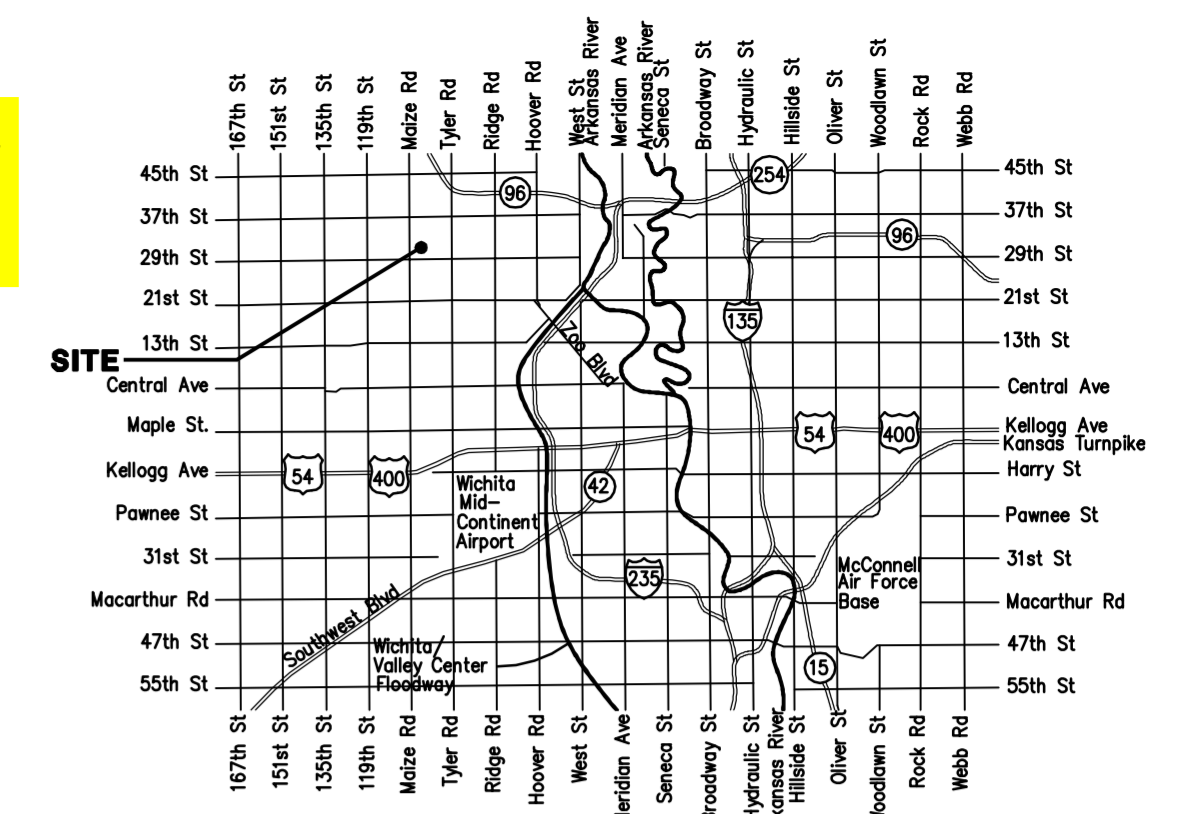 167th St
151st St
135th St
119th St
Maize Rd
Tyler Rd
Ridge Rd
Hoover Rd
West St
Arkansas River
Meridian Ave
Arkansas River
Seneca St
Broadway St
Hydraulic St
Hillside St
Oliver St
Woodlawn St
Rock Rd
Webb Rd
45th St
254
45th St
96
37th St
37th St
96
29th St
29th St
21st St
21st St
135
13th St
Zoo Blvd
13th St
SITE
Central Ave
Central Ave
Maple St.
54
400
Kellogg Ave
Kansas Turnpike
Kellogg Ave
54
400
Harry St
Wichita
Mid-
Continent
Airport
42
Pawnee St
Pawnee St
31st St
31st St
235
McConnell
Air Force
Base
Macarthur Rd
Macarthur Rd
Southwest Blvd
47th St
47th St
Wichita/
Valley Center
Floodway
15
55th St
55th St
167th St
151st St
135th St
119th St
Maize Rd
Tyler Rd
Ridge Rd
Hoover Rd
West St
eridian Ave
Seneca St
roadway St
ydraulic St
kansas River
Hillside St
Oliver St
oodlawn St
Rock Rd
Webb Rd